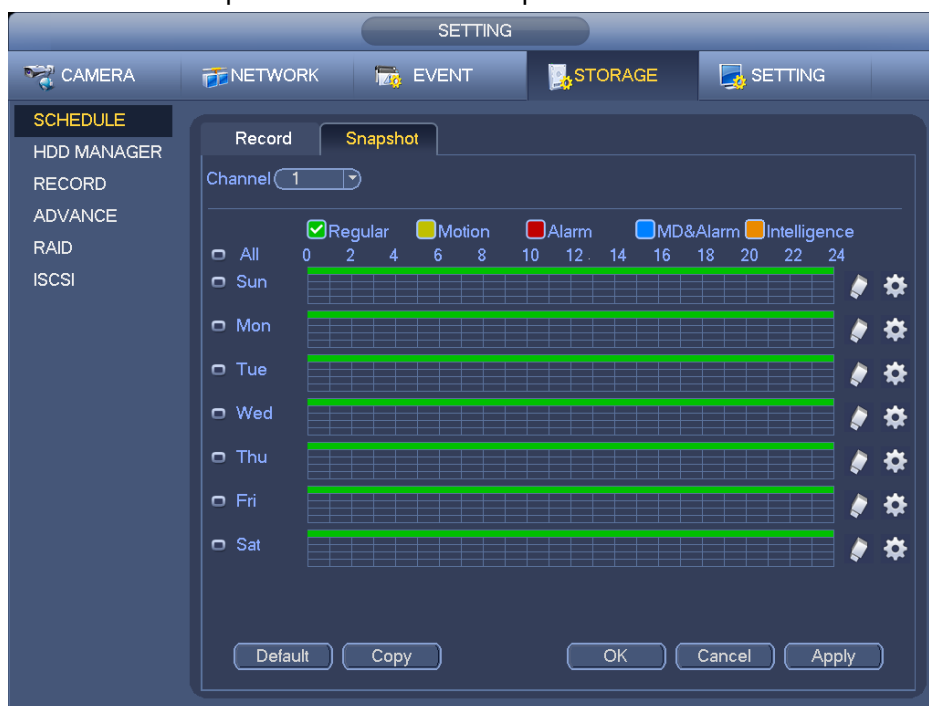 SETTING
CAMERA NETWORK EVENT STORAGE SETTING
SCHEDULE
HDD MANAGER
RECORD
ADVANCE
RAID
ISCSI
Record Snapshot
Channel 1
Regular Motion Alarm MD&Alarm Intelligence
All 0 2 4 6 8 10 12 14 16 18 20 22 24
Sun
Mon
Tue
Wed
Thu
Fri
Sat
Default Copy OK Cancel Apply